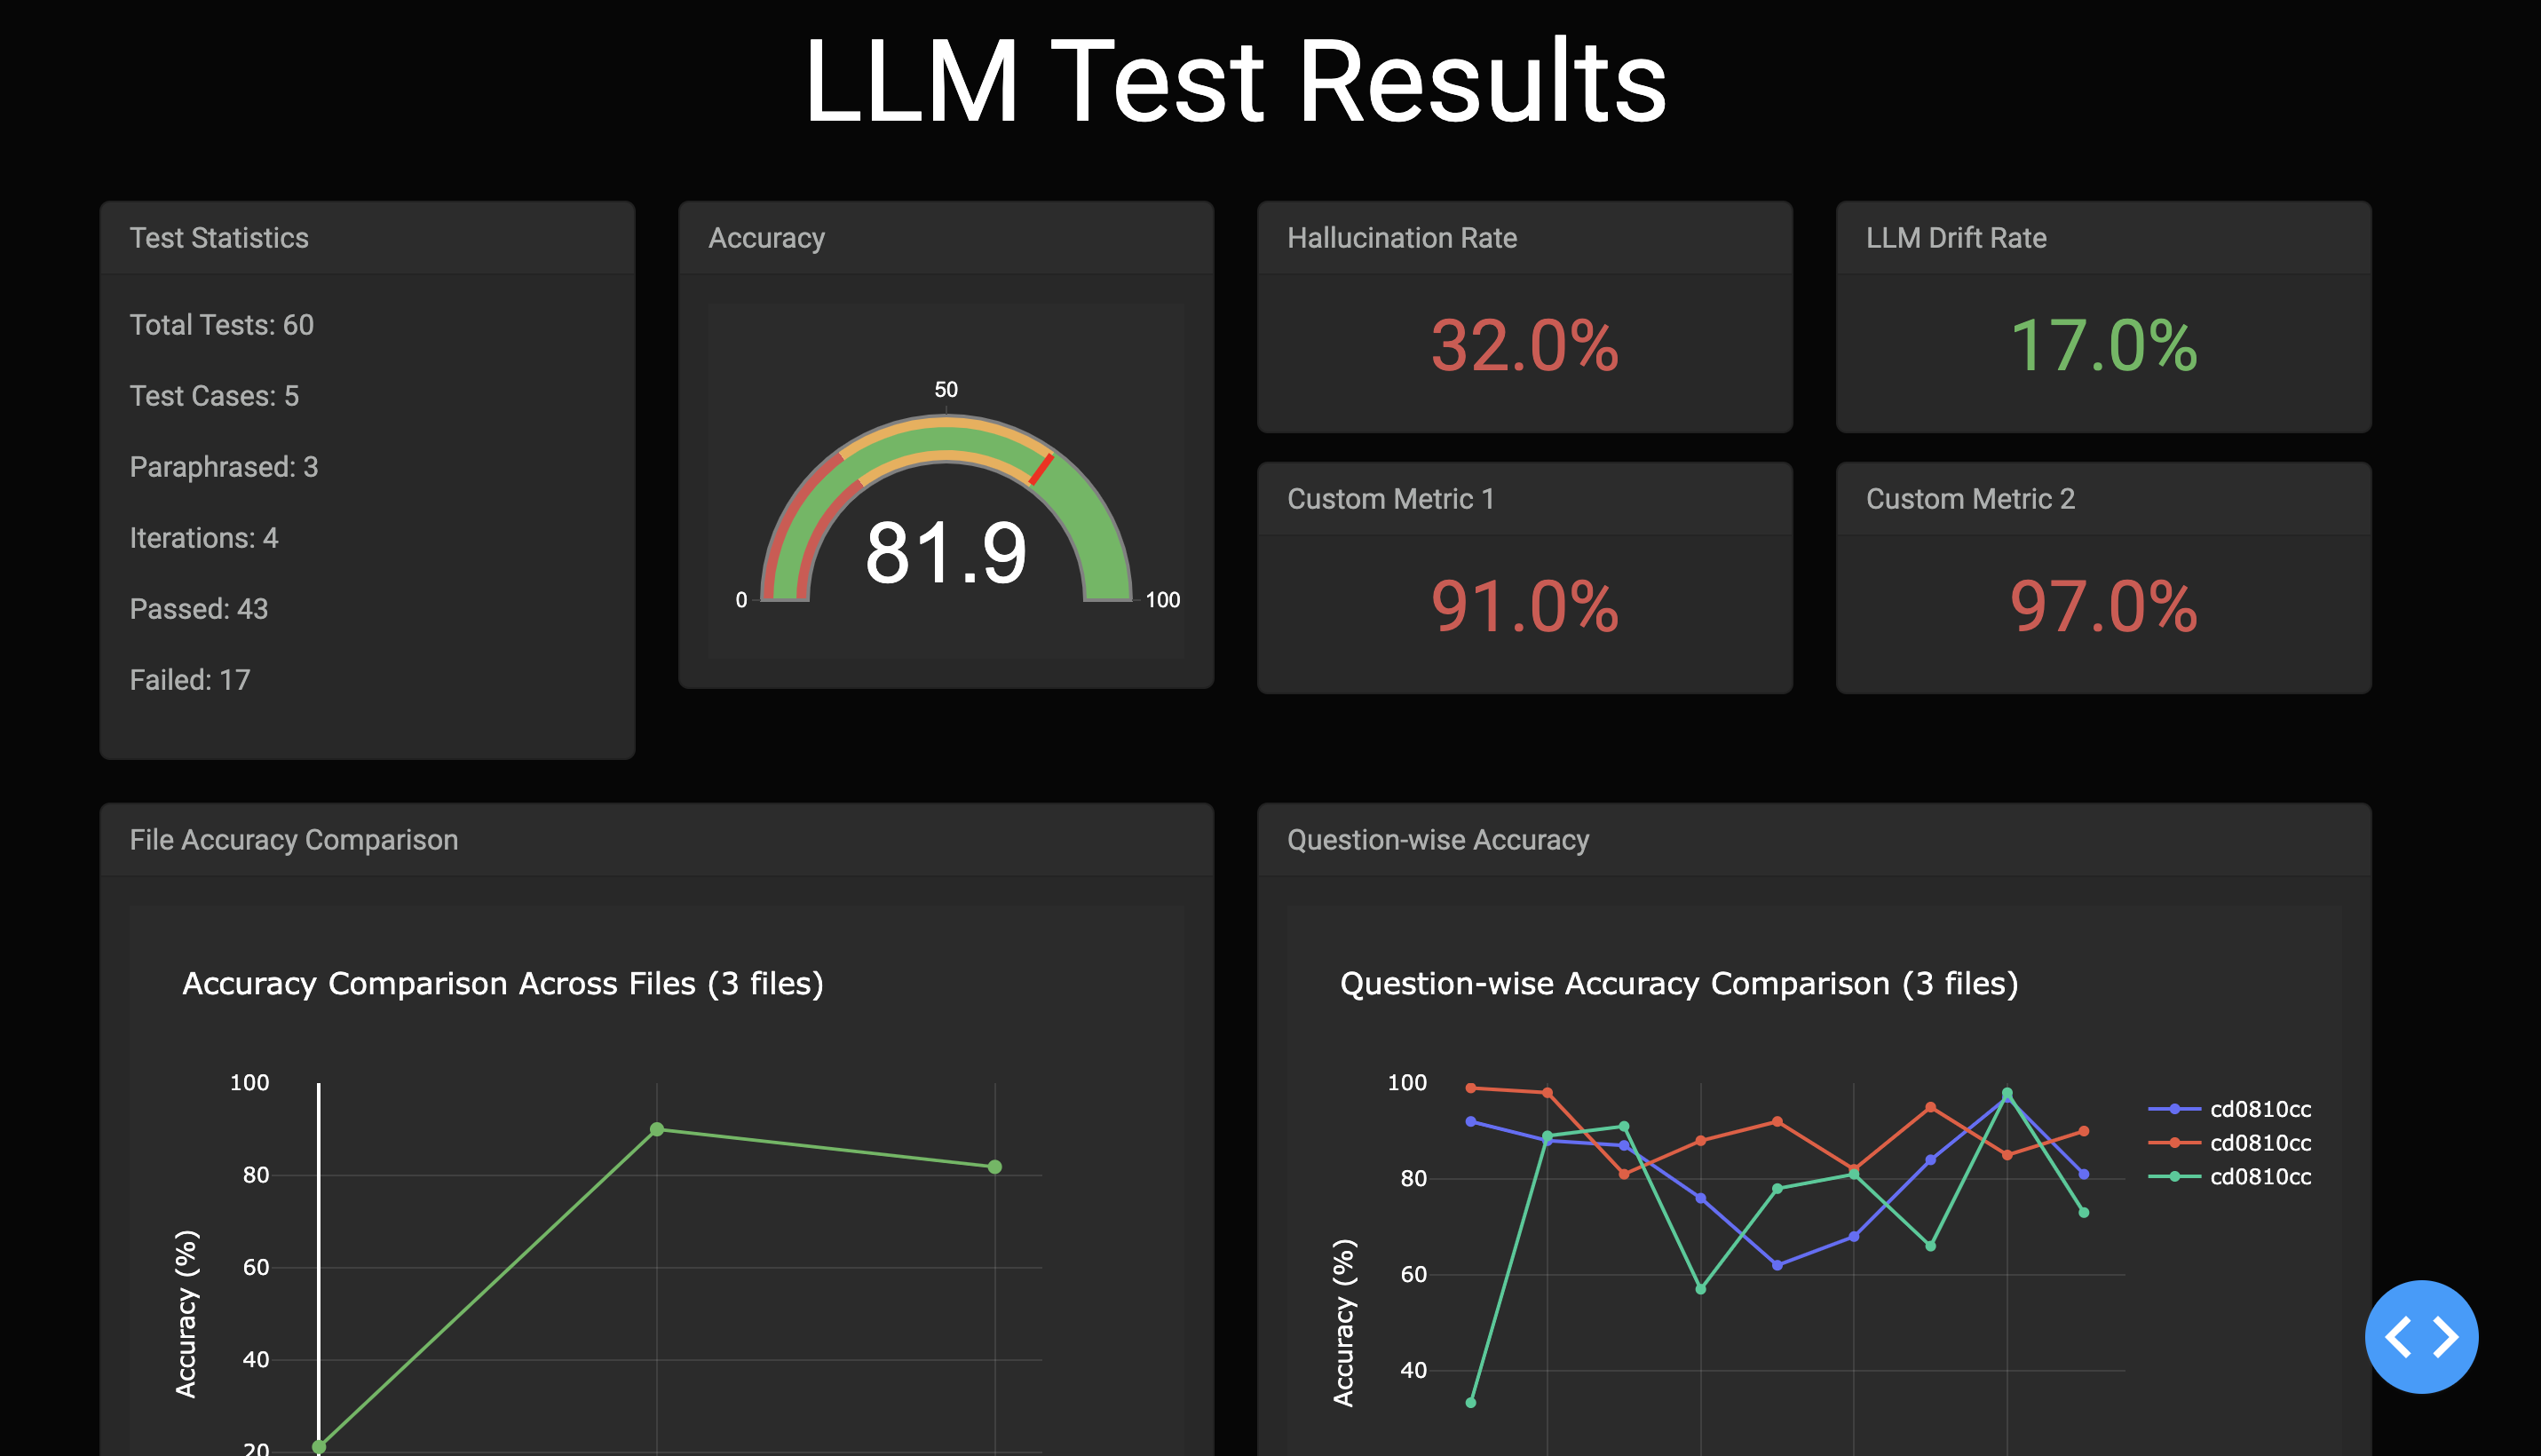 LLM Test Results
Test Statistics
Total Tests: 60
Test Cases: 5
Paraphrased: 3
Iterations: 4
Passed: 43
Failed: 17
Accuracy
50
81.9
0
100
Hallucination Rate
32.0%
LLM Drift Rate
17.0%
Custom Metric 1
91.0%
Custom Metric 2
97.0%
File Accuracy Comparison
Accuracy Comparison Across Files (3 files)
100
80
60
40
20
Accuracy (%)
Question-wise Accuracy
Question-wise Accuracy Comparison (3 files)
100
80
60
40
Accuracy (%)
cd0810cc
cd0810cc
cd0810cc